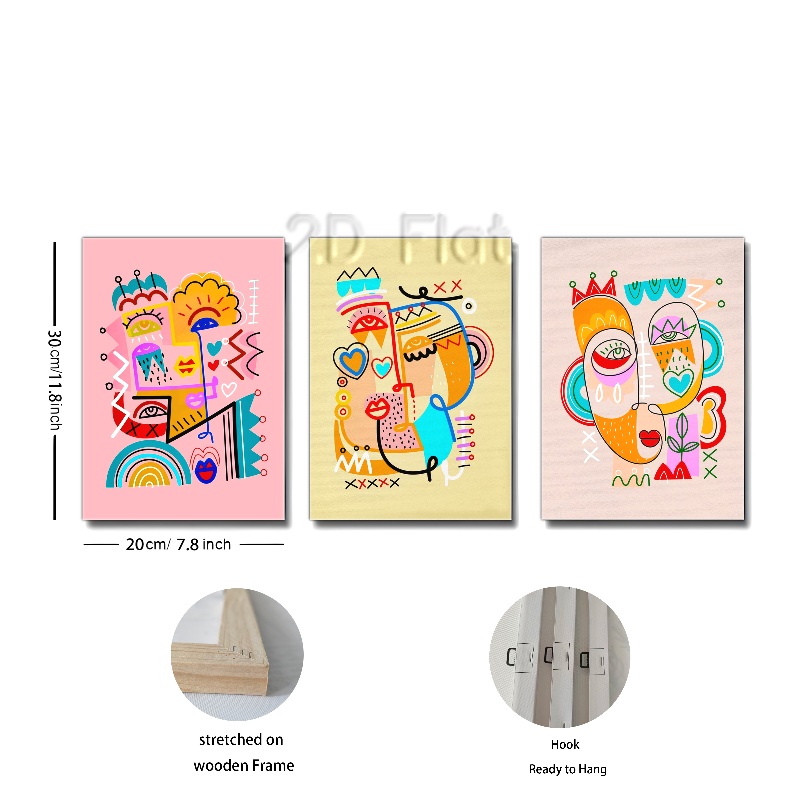 2D Flat
30cm/11.8inch
20cm/ 7.8 inch
stretched on
wooden Frame
Hook
Ready to Hang